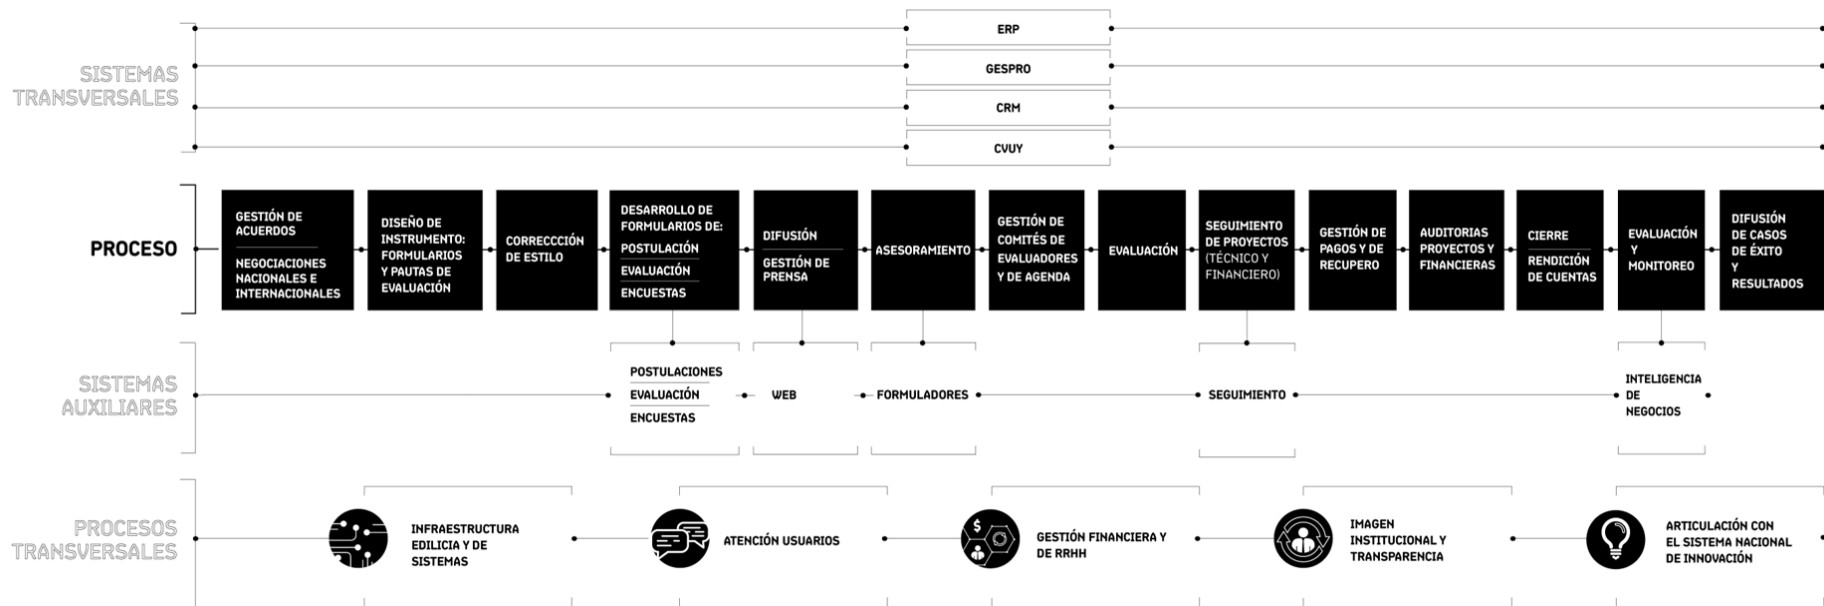 SISTEMAS
TRANSVERSALES
ERP
GESPRO
CRM
CVUY
PROCESO
GESTIÓN DE
ACUERDOS
NEGOCIACIONES
NACIONALES E
INTERNACIONALES
DISEÑO DE
INSTRUMENTO:
FORMULARIOS
Y PAUTAS DE
EVALUACIÓN
CORRECCCIÓN
DE ESTILO
DESARROLLO DE
FORMULARIOS DE:
POSTULACIÓN
EVALUACIÓN
ENCUESTAS
DIFUSIÓN
GESTIÓN DE
PRENSA
ASESORAMIENTO
GESTIÓN DE
COMITÉS DE
EVALUADORES
Y DE AGENDA
EVALUACIÓN
SEGUIMIENTO
DE PROYECTOS
(TÉCNICO Y
FINANCIERO)
GESTIÓN DE
PAGOS Y DE
RECUPERO
AUDITORIAS
PROYECTOS Y
FINANCIERAS
CIERRE
RENDICIÓN
DE CUENTAS
EVALUACIÓN
Y
MONITOREO
DIFUSIÓN
DE CASOS
DE ÉXITO
Y
RESULTADOS
SISTEMAS
AUXILIARES
POSTULACIONES
EVALUACIÓN
ENCUESTAS
WEB
FORMULADORES
SEGUIMIENTO
INTELIGENCIA
DE
NEGOCIOS
PROCESOS
TRANSVERSALES
INFRAESTRUCTURA
EDILICIA Y DE
SISTEMAS
ATENCIÓN USUARIOS
$
GESTIÓN FINANCIERA Y
DE RRHH
IMAGEN
INSTITUCIONAL Y
TRANSPARENCIA
ARTICULACIÓN CON
EL SISTEMA NACIONAL
DE INNOVACIÓN